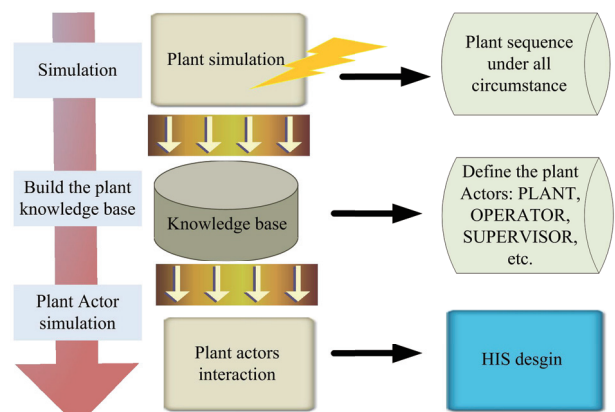 Simulation
Plant simulation
Plant sequence
under all
circumstance
Build the plant
knowledge base
Knowledge base
Define the plant
Actors: PLANT,
OPERATOR,
SUPERVISOR,
etc.
Plant Actor
simulation
Plant actors
interaction
HIS desgin